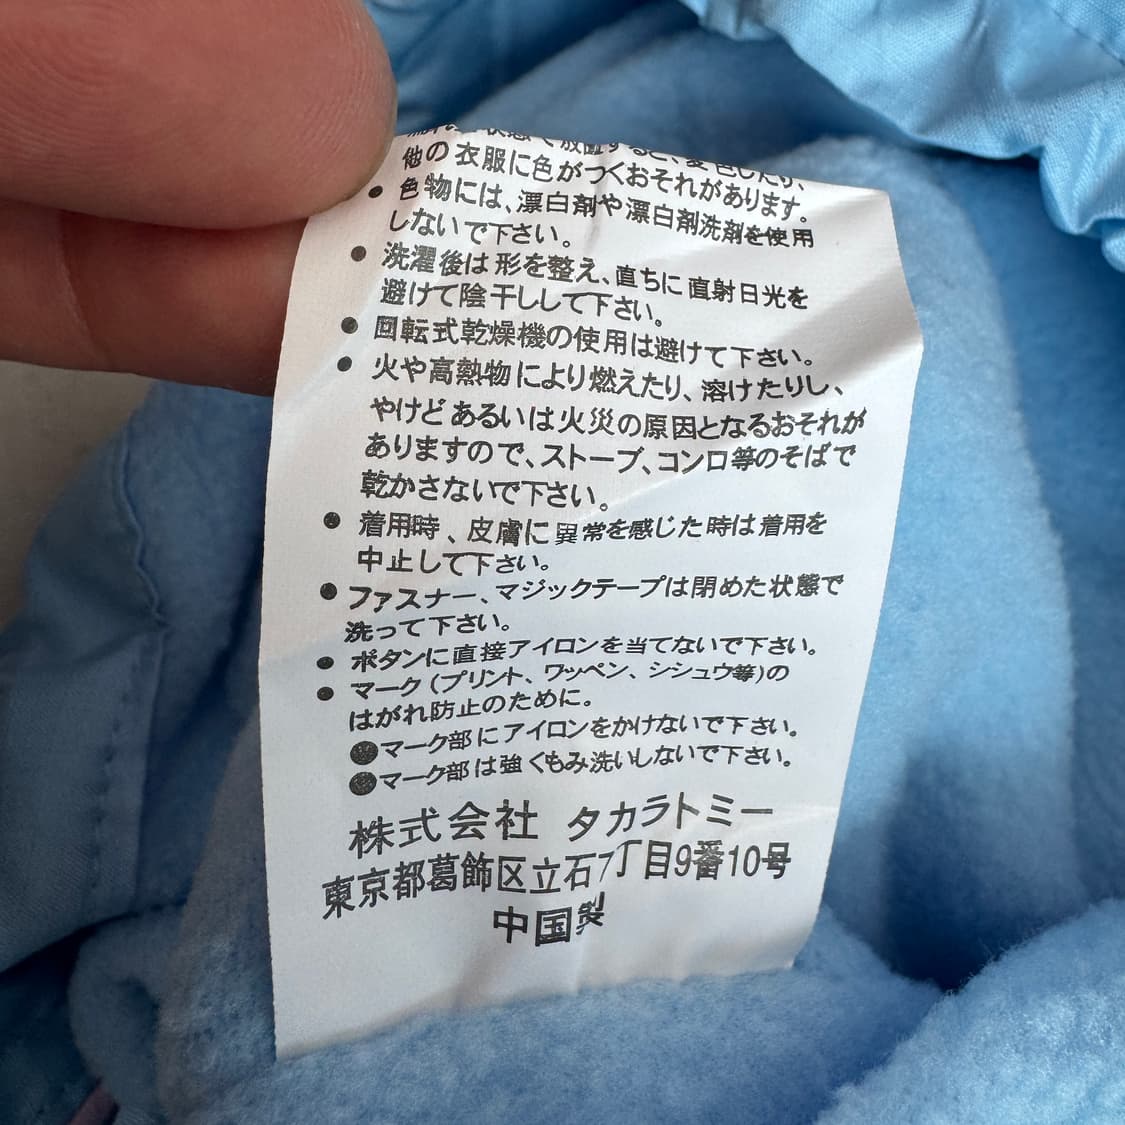 状態で放置すると、変色したり、
他の衣服に色がつくおそれがあります。
● 色物には、漂白剤や漂白剤洗剤を使用
しないで下さい。
● 洗濯後は形を整え、直ちに直射日光を
避けて陰干しして下さい。
● 回転式乾燥機の使用は避けて下さい。
● 火や高熱物により燃えたり、溶けたりし、
やけどあるいは火災の原因となるおそれが
ありますので、ストーブ、コンロ等のそばで
乾かさないで下さい。
● 着用時、皮膚に異常を感じた時は着用を
中止して下さい。
● ファスナー、マジックテープは閉めた状態で
洗って下さい。
● ボタンに直接アイロンを当てないで下さい。
● マーク(プリント、ワッペン、シシュウ等)の
はがれ防止のために。
●マーク部にアイロンをかけないで下さい。
●マーク部は強くもみ洗いしないで下さい。
株式会社 タカラトミー
東京都葛飾区立石7丁目9番10号
中国製